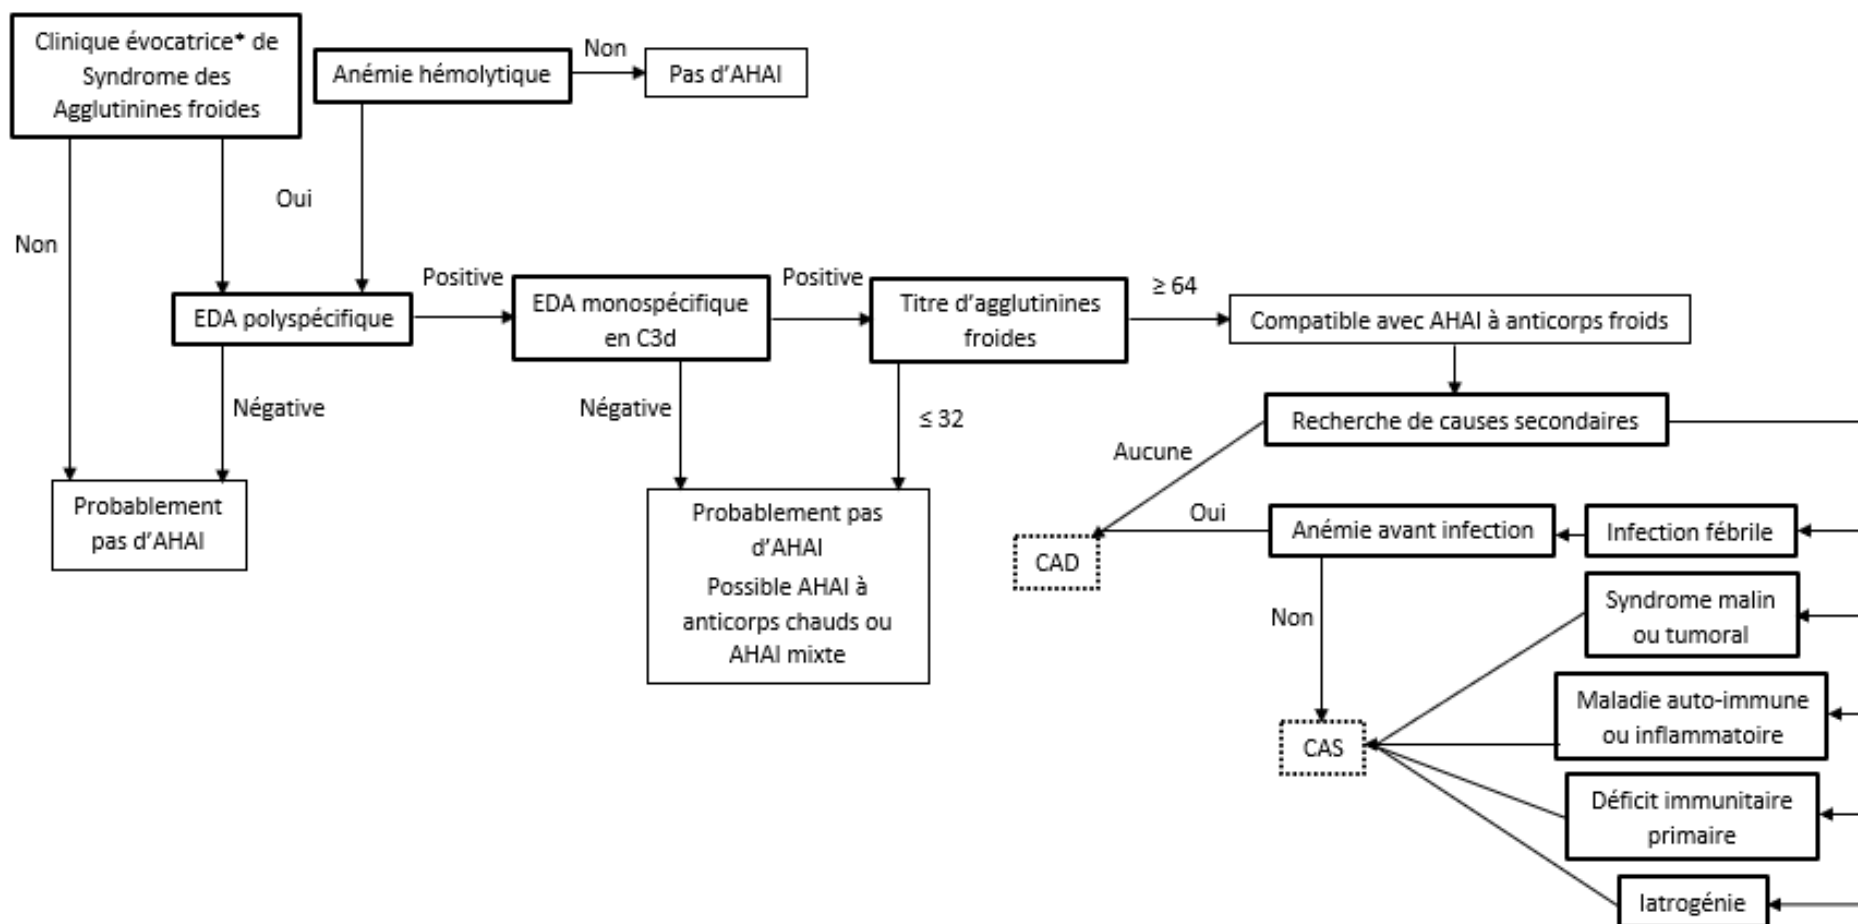 Clinique évocatrice* de
Syndrome des
Agglutinines froides
Anémie hémolytique
Non
Pas d'AHAI
Oui
Non
EDA polyspécifique
Positive
EDA monospécifique
en C3d
Positive
Titre d'agglutinines
froides
≥ 64
Compatible avec AHAI à anticorps froids
Négative
Négative
≤ 32
Recherche de causes secondaires
Aucune
Probablement
pas d'AHAI
Probablement pas
d'AHAI
Possible AHAI à
anticorps chauds ou
AHAI mixte
CAD
Oui
Anémie avant infection
Infection fébrile
Non
Syndrome malin
ou tumoral
CAS
Maladie auto-immune
ou inflammatoire
Déficit immunitaire
primaire
Iatrogénie